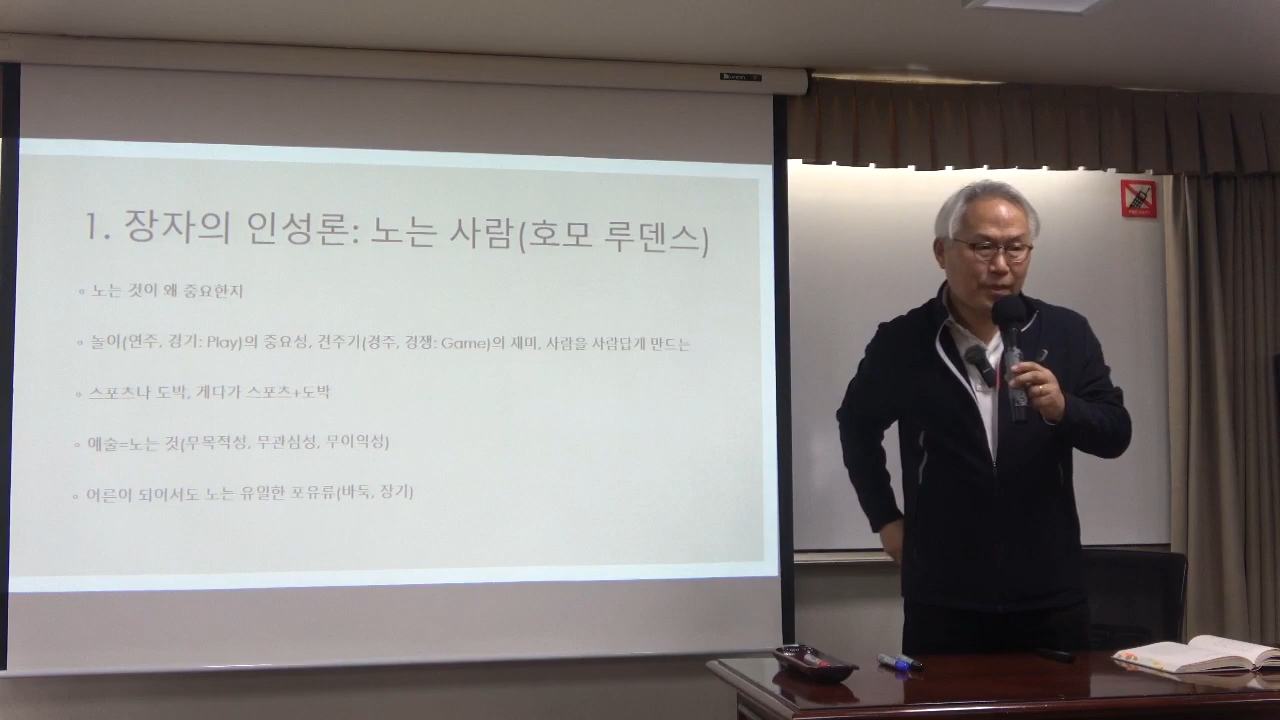 1. 장자의 인성론: 노는 사람(호모 루덴스)
◦ 노는 것이 왜 중요한지
◦ 놀이(연주, 경기: Play)의 중요성, 견주기(경주, 경쟁: Game)의 재미, 사람을 사람답게 만드는
◦ 스포츠나 도박, 게다가 스포츠+도박
◦ 예술=노는 것(무목적성, 무관심성, 무이익성)
◦ 어른이 되어서도 노는 유일한 포유류(바둑, 장기)